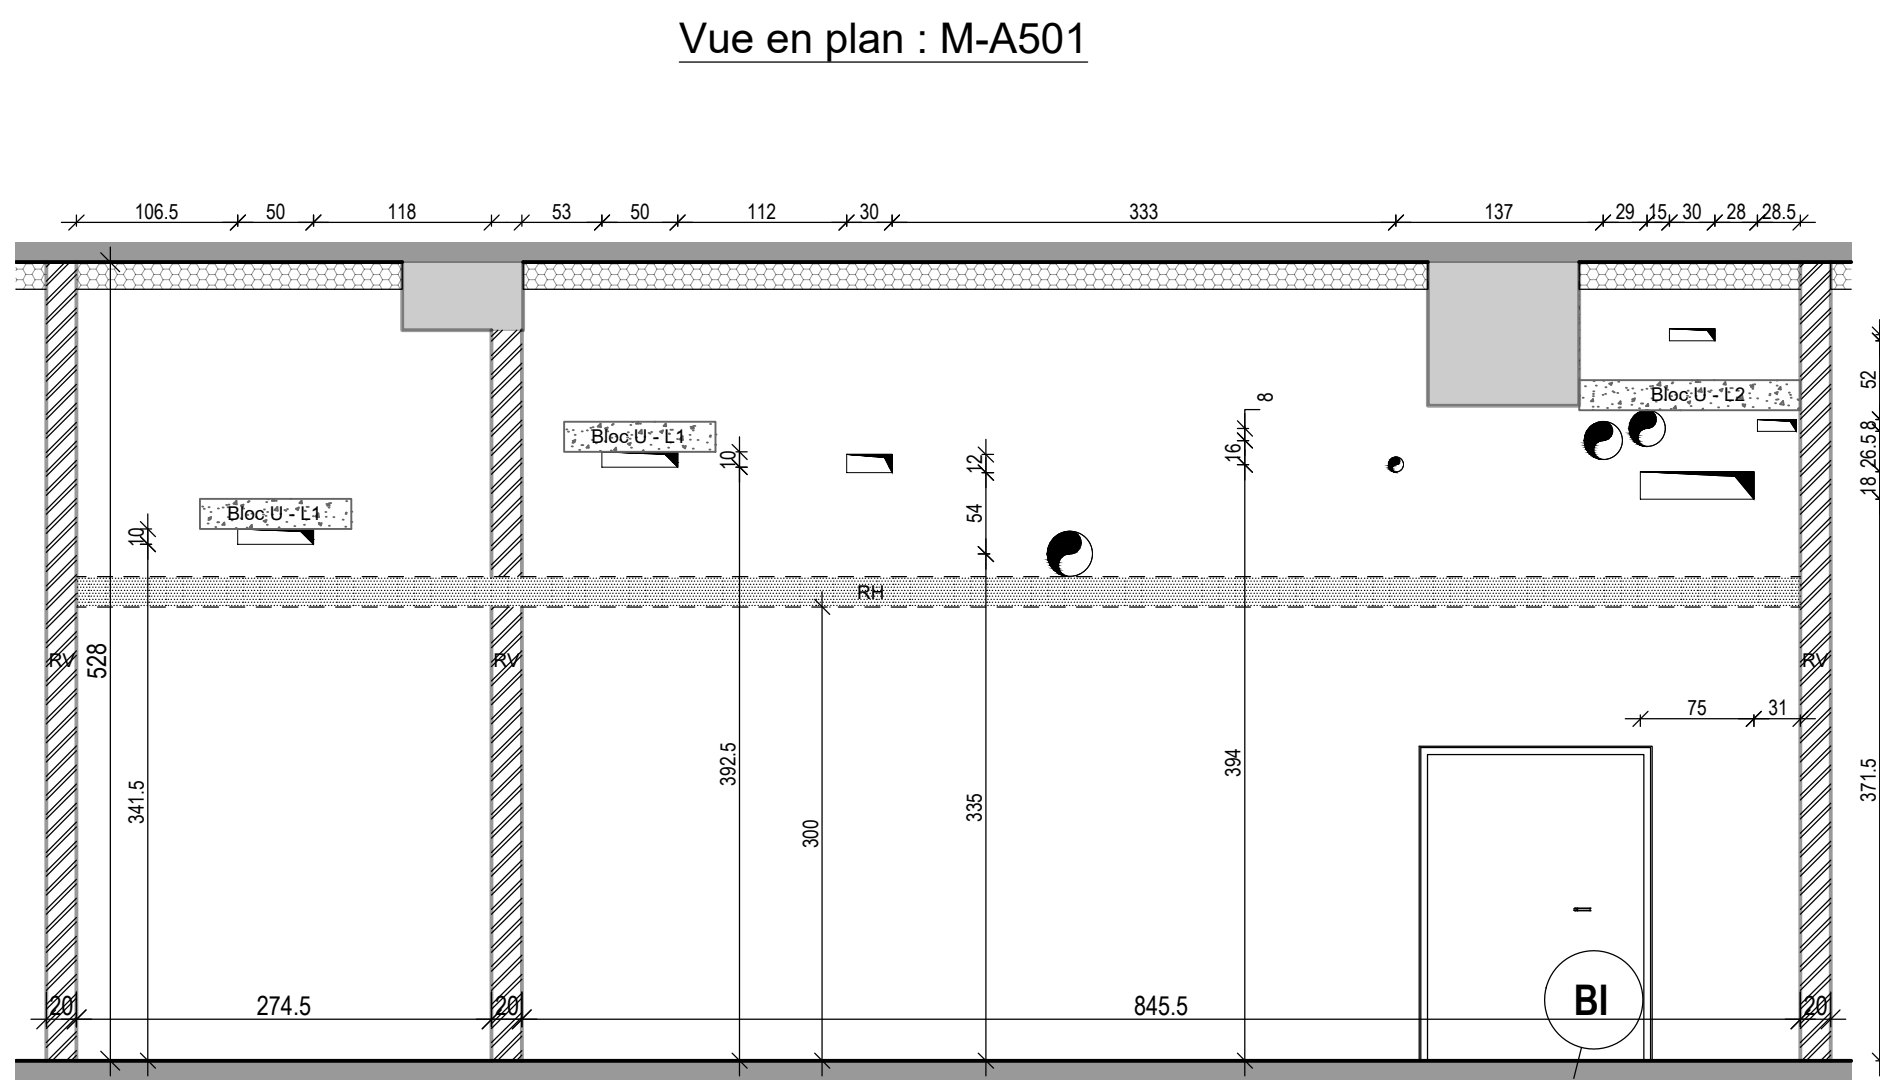 Vue en plan : M-A501
106.5 50 118 53 50 112 30 333 137 29 15 30 28 28.5
52
Bloc U - L2
8
8
Bloc U - L1
10
12
16
26.5
18
54
Bloc U - L1
10
RH
RV
528
RV
RV
75 31
341.5
392.5
300
335
394
371.5
20 274.5 20 845.5 20
BI